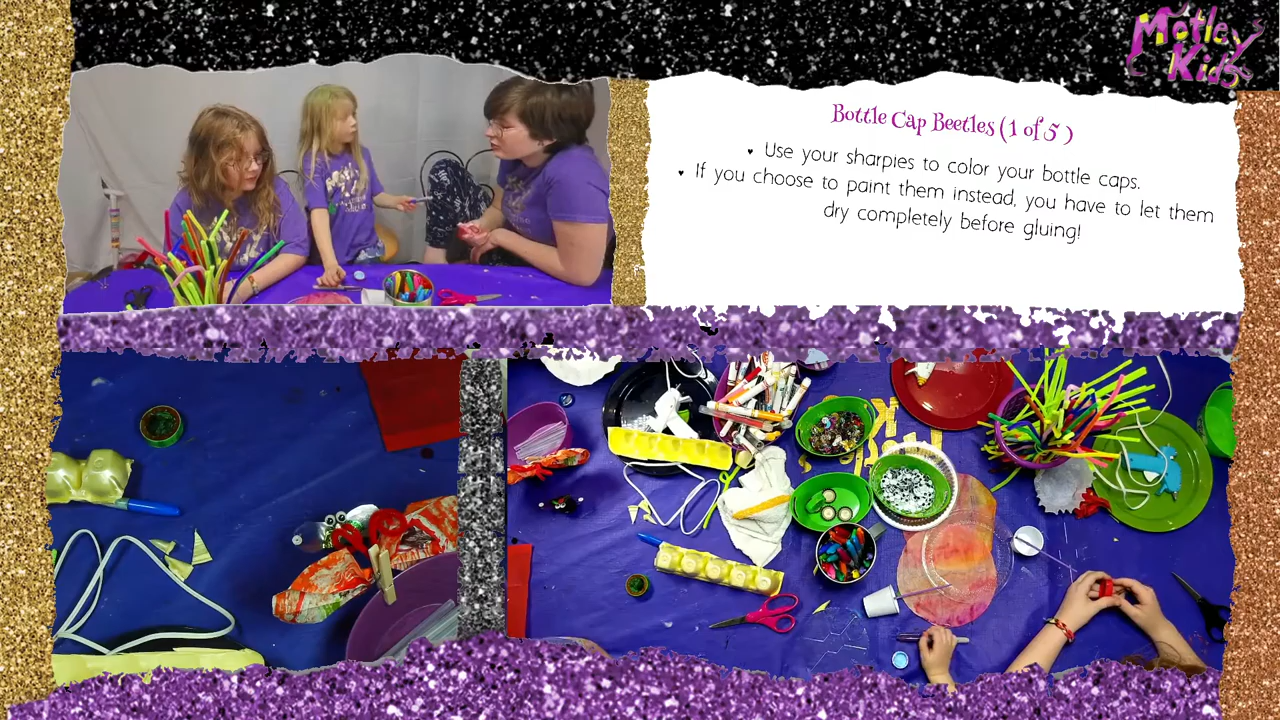 Motley
Kids
Bottle Cap Beetles (1 of 5 )
♥ Use your sharpies to color your bottle caps.
♥ If you choose to paint them instead, you have to let them
dry completely before gluing!